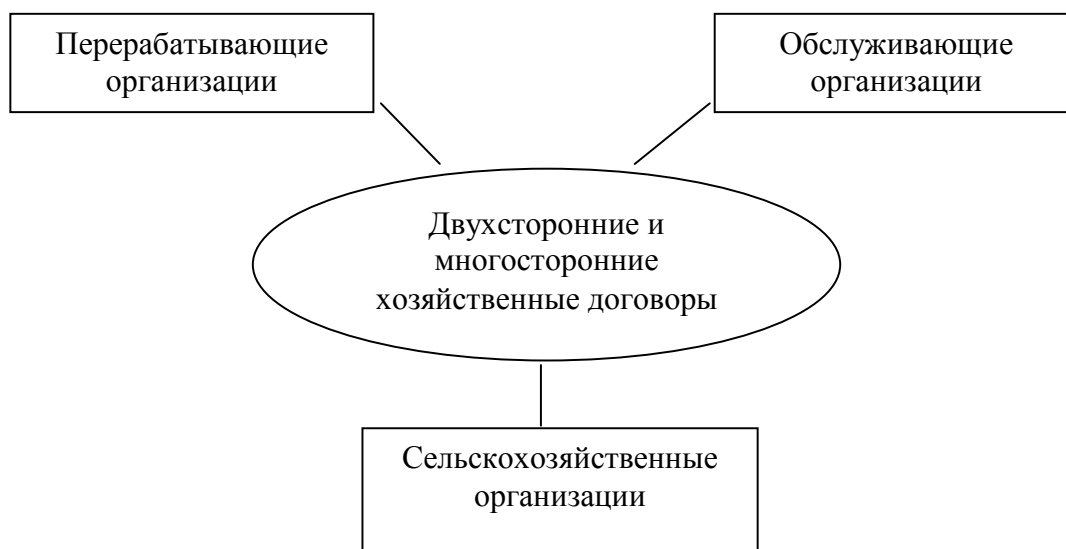 Перерабатывающие
организации
Обслуживающие
организации
Двухсторонние и
многосторонние
хозяйственные договоры
Сельскохозяйственные
организации